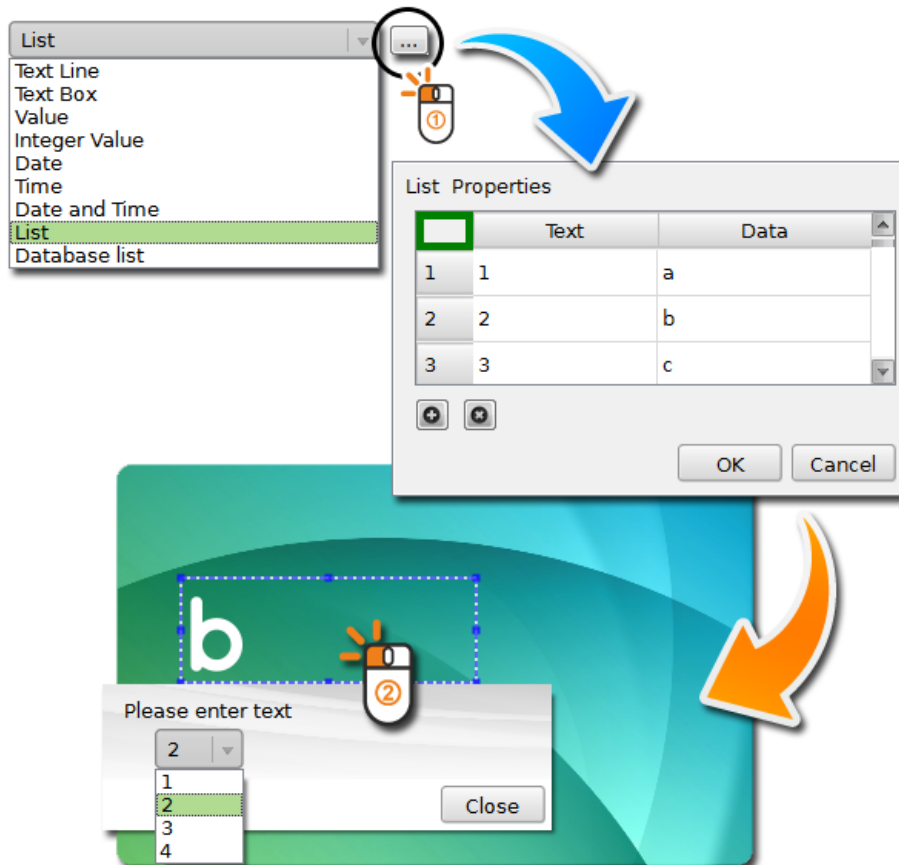 List
...
Text Line
Text Box
Value
Integer Value
Date
Time
Date and Time
List
Database list
1
List Properties
Text Data
1 1 a
2 2 b
3 3 c
OK Cancel
b
2
Please enter text
2
1
2
3
4
Close